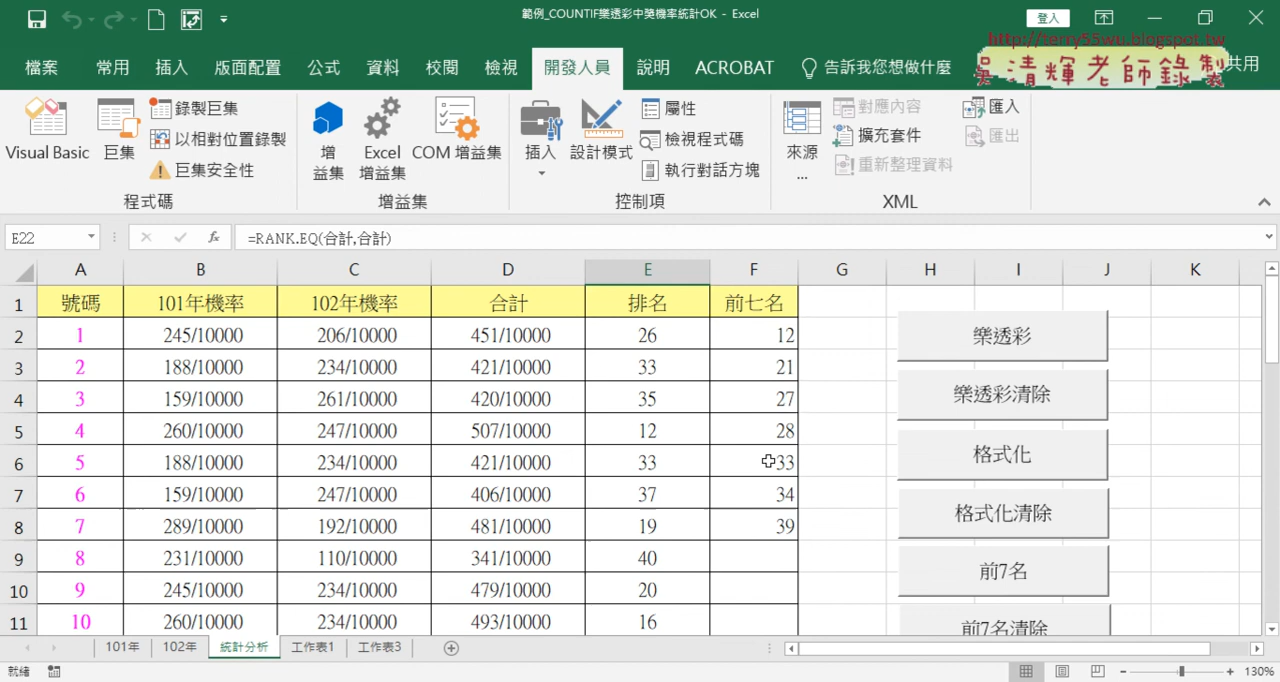 範例_COUNTIF樂透彩中獎機率統計OK - Excel
登入
http://terry55wu.blogspot.tw
吳清輝老師錄製
檔案 常用 插入 版面配置 公式 資料 校閱 檢視 開發人員 說明 ACROBAT 告訴我您想做什麼 共用
Visual Basic 巨集 錄製巨集 以相對位置錄製 巨集安全性
程式碼
增益集 Excel 增益集 COM 增益集
增益集
插入 設計模式 屬性 檢視程式碼 執行對話方塊
控制項
來源 ... 對應內容 擴充套件 重新整理資料 匯入 匯出
XML
E22 fx =RANK.EQ(合計,合計)
A B C D E F G H I J K
1 號碼 101年機率 102年機率 合計 排名 前七名
2 1 245/10000 206/10000 451/10000 26 12
3 2 188/10000 234/10000 421/10000 33 21
4 3 159/10000 261/10000 420/10000 35 27
5 4 260/10000 247/10000 507/10000 12 28
6 5 188/10000 234/10000 421/10000 33 33
7 6 159/10000 247/10000 406/10000 37 34
8 7 289/10000 192/10000 481/10000 19 39
9 8 231/10000 110/10000 341/10000 40
10 9 245/10000 234/10000 479/10000 20
11 10 260/10000 234/10000 493/10000 16
樂透彩
樂透彩清除
格式化
格式化清除
前7名
前7名清除
101年 102年 統計分析 工作表1 工作表3
就緒 130%